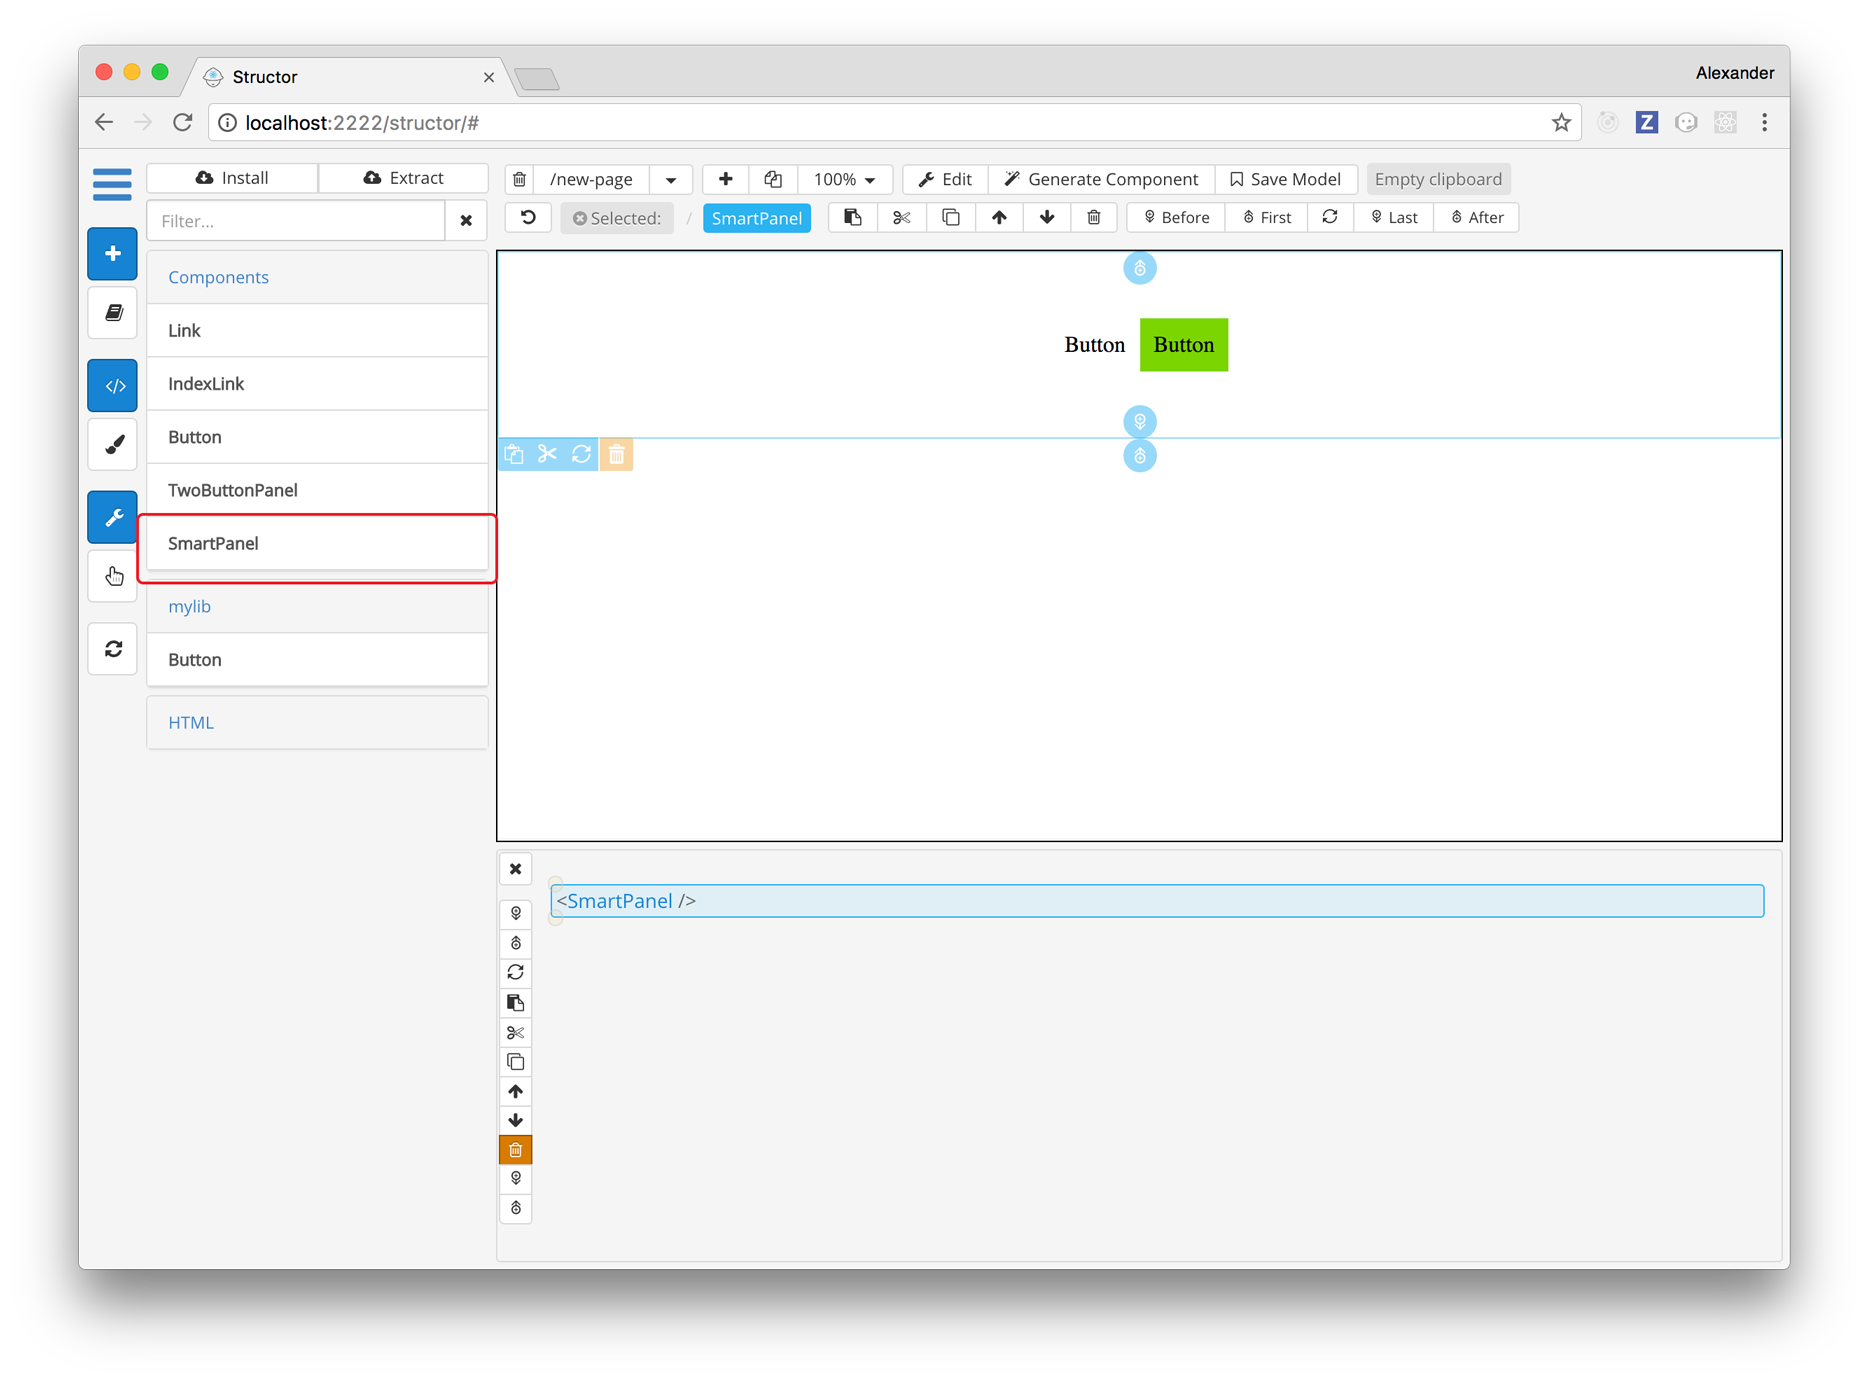 Structor
Alexander
localhost:2222/structor/#
Z
Install
Extract
/new-page
100%
Edit
Generate Component
Save Model
Empty clipboard
Filter...
Selected:
/
SmartPanel
Before
First
Last
After
Components
Link
IndexLink
Button
TwoButtonPanel
SmartPanel
mylib
Button
HTML
</>
Button
Button
<SmartPanel />